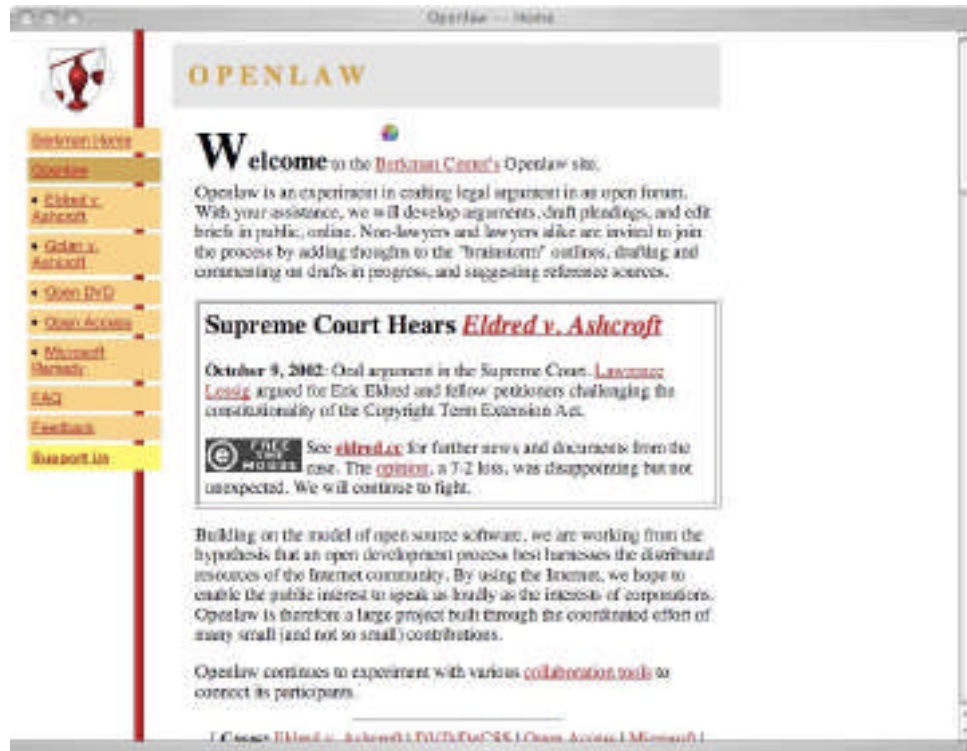 Openlaw — Home
OPENLAW
Berkman Home
Openlaw
• Eldred v.
Ashcroft
• Golan v.
Ashcroft
• Open DVD
• Open Access
• Microsoft
Remedy
FAQ
Feedback
Support Us
Welcome to the Berkman Center's Openlaw site.
Openlaw is an experiment in crafting legal argument in an open forum.
With your assistance, we will develop arguments, draft pleadings, and edit
briefs in public, online. Non-lawyers and lawyers alike are invited to join
the process by adding thoughts to the "brainstorm" outlines, drafting and
commenting on drafts in progress, and suggesting reference sources.
Supreme Court Hears Eldred v. Ashcroft
October 9, 2002: Oral argument in the Supreme Court. Lawrence
Lessig argued for Eric Eldred and fellow petitioners challenging the
constitutionality of the Copyright Term Extension Act.
FREE
THE
MOUSE
See eldred.cc for further news and documents from the
case. The opinion, a 7-2 loss, was disappointing but not
unexpected. We will continue to fight.
Building on the model of open source software, we are working from the
hypothesis that an open development process best harnesses the distributed
resources of the Internet community. By using the Internet, we hope to
enable the public interest to speak as loudly as the interests of corporations.
Openlaw is therefore a large project built through the coordinated effort of
many small (and not so small) contributions.
Openlaw continues to experiment with various collaboration tools to
connect its participants.
[ Cases: Eldred v. Ashcroft | DVD/DeCSS | Open Access | Microsoft |